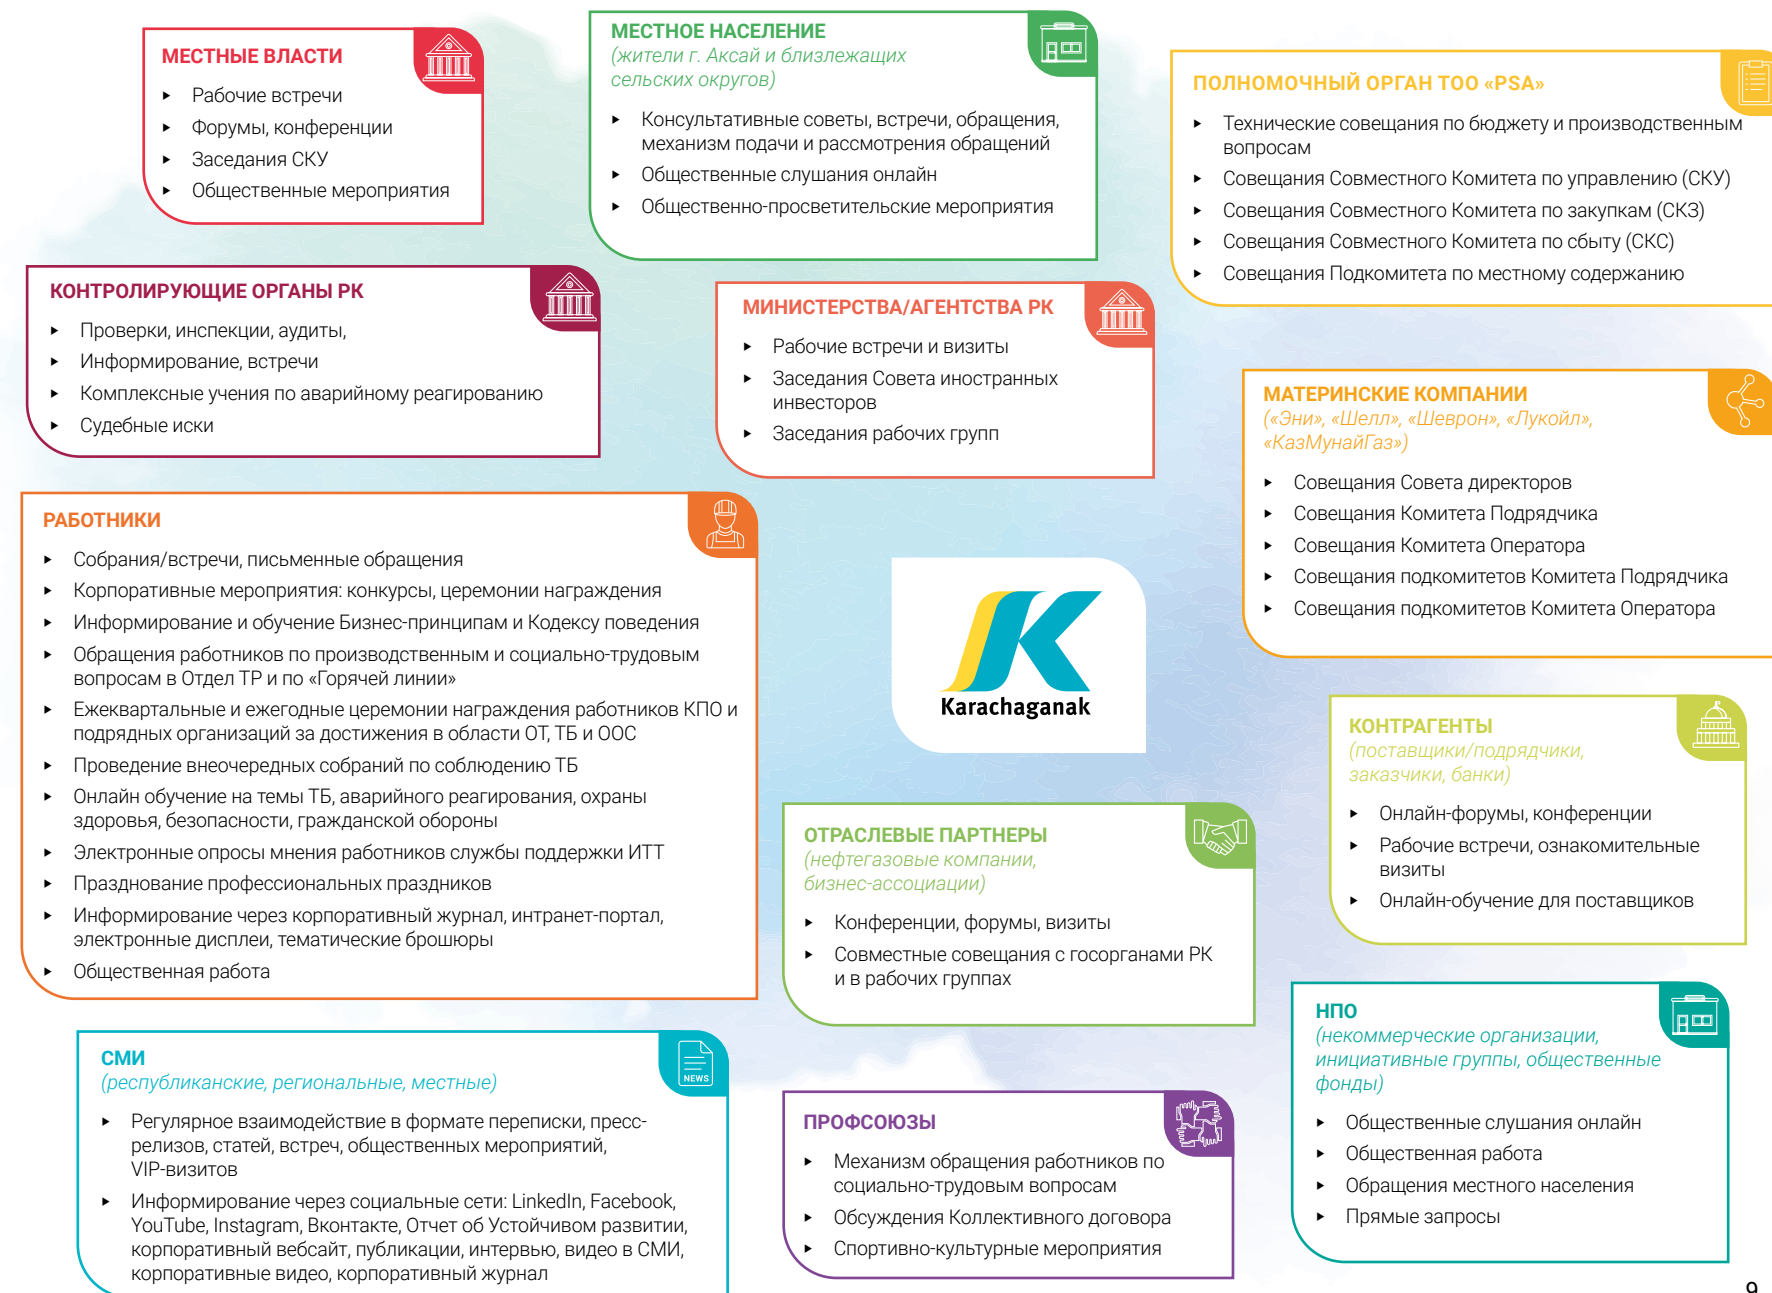 МЕСТНЫЕ ВЛАСТИ
▸ Рабочие встречи
▸ Форумы, конференции
▸ Заседания СКУ
▸ Общественные мероприятия
МЕСТНОЕ НАСЕЛЕНИЕ
(жители г. Аксай и близлежащих
сельских округов)
▸ Консультативные советы, встречи, обращения,
механизм подачи и рассмотрения обращений
▸ Общественные слушания онлайн
▸ Общественно-просветительские мероприятия
ПОЛНОМОЧНЫЙ ОРГАН ТОО «PSA»
▸ Технические совещания по бюджету и производственным
вопросам
▸ Совещания Совместного Комитета по управлению (СКУ)
▸ Совещания Совместного Комитета по закупкам (СКЗ)
▸ Совещания Совместного Комитета по сбыту (СКС)
▸ Совещания Подкомитета по местному содержанию
КОНТРОЛИРУЮЩИЕ ОРГАНЫ РК
▸ Проверки, инспекции, аудиты,
▸ Информирование, встречи
▸ Комплексные учения по аварийному реагированию
▸ Судебные иски
МИНИСТЕРСТВА/АГЕНТСТВА РК
▸ Рабочие встречи и визиты
▸ Заседания Совета иностранных
инвесторов
▸ Заседания рабочих групп
МАТЕРИНСКИЕ КОМПАНИИ
(«Эни», «Шелл», «Шеврон», «Лукойл»,
«КазМунайГаз»)
▸ Совещания Совета директоров
▸ Совещания Комитета Подрядчика
▸ Совещания Комитета Оператора
▸ Совещания подкомитетов Комитета Подрядчика
▸ Совещания подкомитетов Комитета Оператора
РАБОТНИКИ
▸ Собрания/встречи, письменные обращения
▸ Корпоративные мероприятия: конкурсы, церемонии награждения
▸ Информирование и обучение Бизнес-принципам и Кодексу поведения
▸ Обращения работников по производственным и социально-трудовым
вопросам в Отдел ТР и по «Горячей линии»
▸ Ежеквартальные и ежегодные церемонии награждения работников КПО и
подрядных организаций за достижения в области ОТ, ТБ и ООС
▸ Проведение внеочередных собраний по соблюдению ТБ
▸ Онлайн обучение на темы ТБ, аварийного реагирования, охраны
здоровья, безопасности, гражданской обороны
▸ Электронные опросы мнения работников службы поддержки ИТТ
▸ Празднование профессиональных праздников
▸ Информирование через корпоративный журнал, интранет-портал,
электронные дисплеи, тематические брошюры
▸ Общественная работа
Karachaganak
КОНТРАГЕНТЫ
(поставщики/подрядчики,
заказчики, банки)
▸ Онлайн-форумы, конференции
▸ Рабочие встречи, ознакомительные
визиты
▸ Онлайн-обучение для поставщиков
ОТРАСЛЕВЫЕ ПАРТНЕРЫ
(нефтегазовые компании,
бизнес-ассоциации)
▸ Конференции, форумы, визиты
▸ Совместные совещания с госорганами РК
и в рабочих группах
НПО
(некоммерческие организации,
инициативные группы, общественные
фонды)
▸ Общественные слушания онлайн
▸ Общественная работа
▸ Обращения местного населения
▸ Прямые запросы
СМИ
(республиканские, региональные, местные)
NEWS
▸ Регулярное взаимодействие в формате переписки, пресс-
релизов, статей, встреч, общественных мероприятий,
VIP-визитов
▸ Информирование через социальные сети: LinkedIn, Facebook,
YouTube, Instagram, Вконтакте, Отчет об Устойчивом развитии,
корпоративный вебсайт, публикации, интервью, видео в СМИ,
корпоративные видео, корпоративный журнал
ПРОФСОЮЗЫ
▸ Механизм обращения работников по
социально-трудовым вопросам
▸ Обсуждения Коллективного договора
▸ Спортивно-культурные мероприятия
9